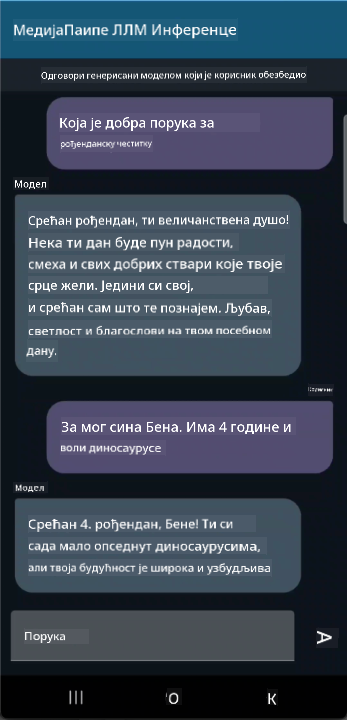 МедијаПаипе ЛЛМ Инференце
Одговори генерисани моделом који је корисник обезбедио
Која је добра порука за
рођенданску честитку
Модел
Срећан рођендан, ти величанствена душо!
Нека ти дан буде пун радости,
смеха и свих добрих ствари које твоје
срце жели. Једини си свој,
и срећан сам што те познајем. Љубав,
светлост и благослови на твом посебном
дану.
За мог сина Бена. Има 4 године и
воли диносаурусе
Модел
Срећан 4. рођендан, Бене! Ти си
сада мало опседнут диносаурусима,
али твоја будућност је широка и узбудљива
Порука
А
О
К